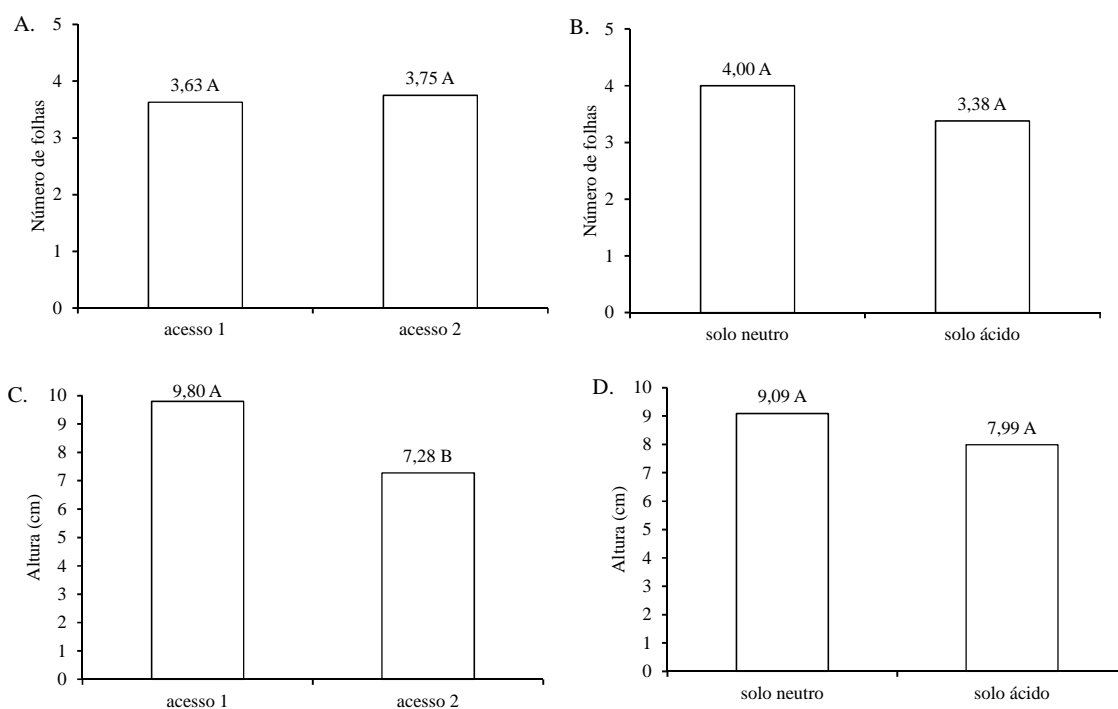 A.
Número de folhas
5
4
3
2
1
0
3,63 A
3,75 A
acesso 1
acesso 2
B.
Número de folhas
5
4
3
2
1
0
4,00 A
3,38 A
solo neutro
solo ácido
C.
Altura (cm)
10
9
8
7
6
5
4
3
2
1
0
9,80 A
7,28 B
acesso 1
acesso 2
D.
Altura (cm)
10
9
8
7
6
5
4
3
2
1
0
9,09 A
7,99 A
solo neutro
solo ácido